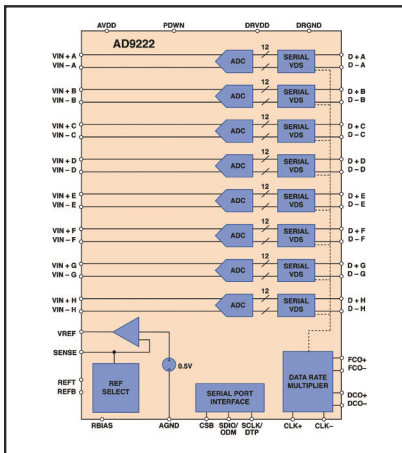 AVDD PDWN DRVDD DRGND
AD9222
VIN + A 12 D + A
VIN – A ADC SERIAL VDS D – A
VIN + B 12 D + B
VIN – B ADC SERIAL VDS D – B
VIN + C 12 D + C
VIN – C ADC SERIAL VDS D – C
VIN + D 12 D + D
VIN – D ADC SERIAL VDS D – D
VIN + E 12 D + E
VIN – E ADC SERIAL VDS D – E
VIN + F 12 D + F
VIN – F ADC SERIAL VDS D – F
VIN + G 12 D + G
VIN – G ADC SERIAL VDS D – G
VIN + H 12 D + H
VIN – H ADC SERIAL VDS D – H
VREF
SENSE
0.5V
REFT
REFB
REF
SELECT
SERIAL PORT
INTERFACE
DATA RATE
MULTIPLIER
FCO+
FCO–
DCO+
DCO–
RBIAS AGND CSB SDIO/ODM SCLK/DTP CLK+ CLK–